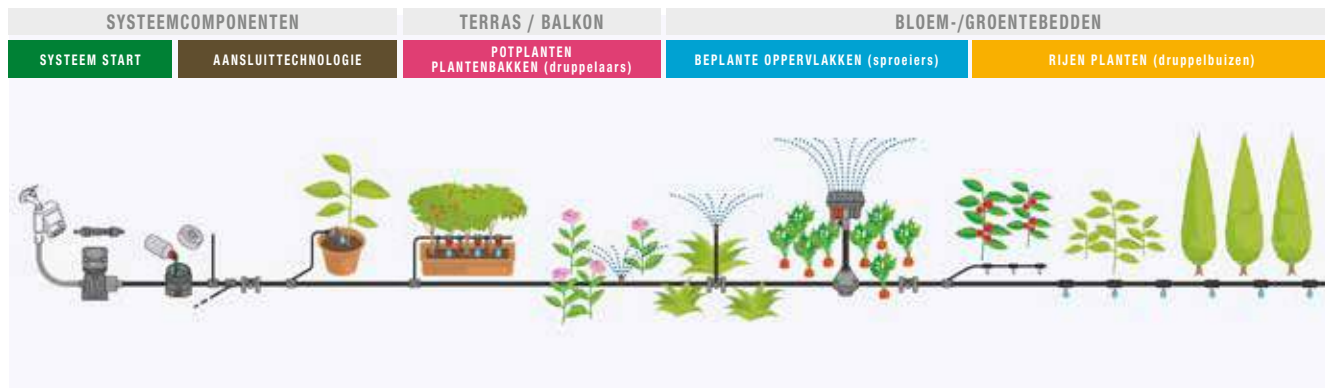 SYSTEEMCOMPONENTEN
TERRAS / BALKON
BLOEM-/GROENTEBEDDEN
SYSTEEM START
AANSLUITTECHNOLOGIE
POTPLANTEN
PLANTENBAKKEN (druppelaars)
BEPLANTE OPPERVLAKKEN (sproeiers)
RIJEN PLANTEN (druppelbuizen)